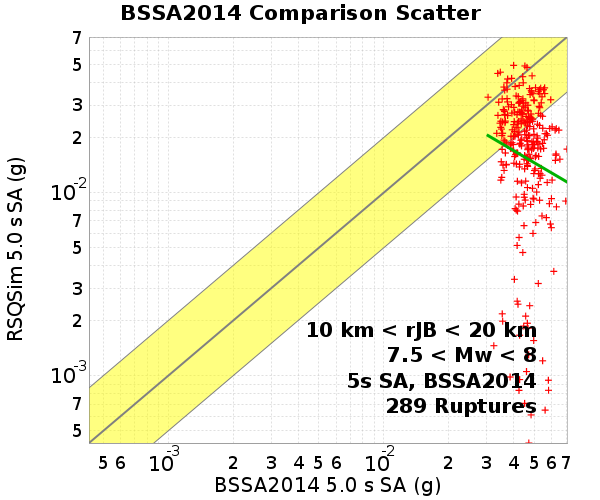 BSSA2014 Comparison Scatter
RSQSim 5.0 s SA (g)
7
5
3
2
10-2
7
5
3
2
10-3
7
5
10 km < rJB < 20 km
7.5 < Mw < 8
5s SA, BSSA2014
289 Ruptures
5 6 10-3 2 3 4 5 6 10-2 2 3 4 5 6 7
BSSA2014 5.0 s SA (g)